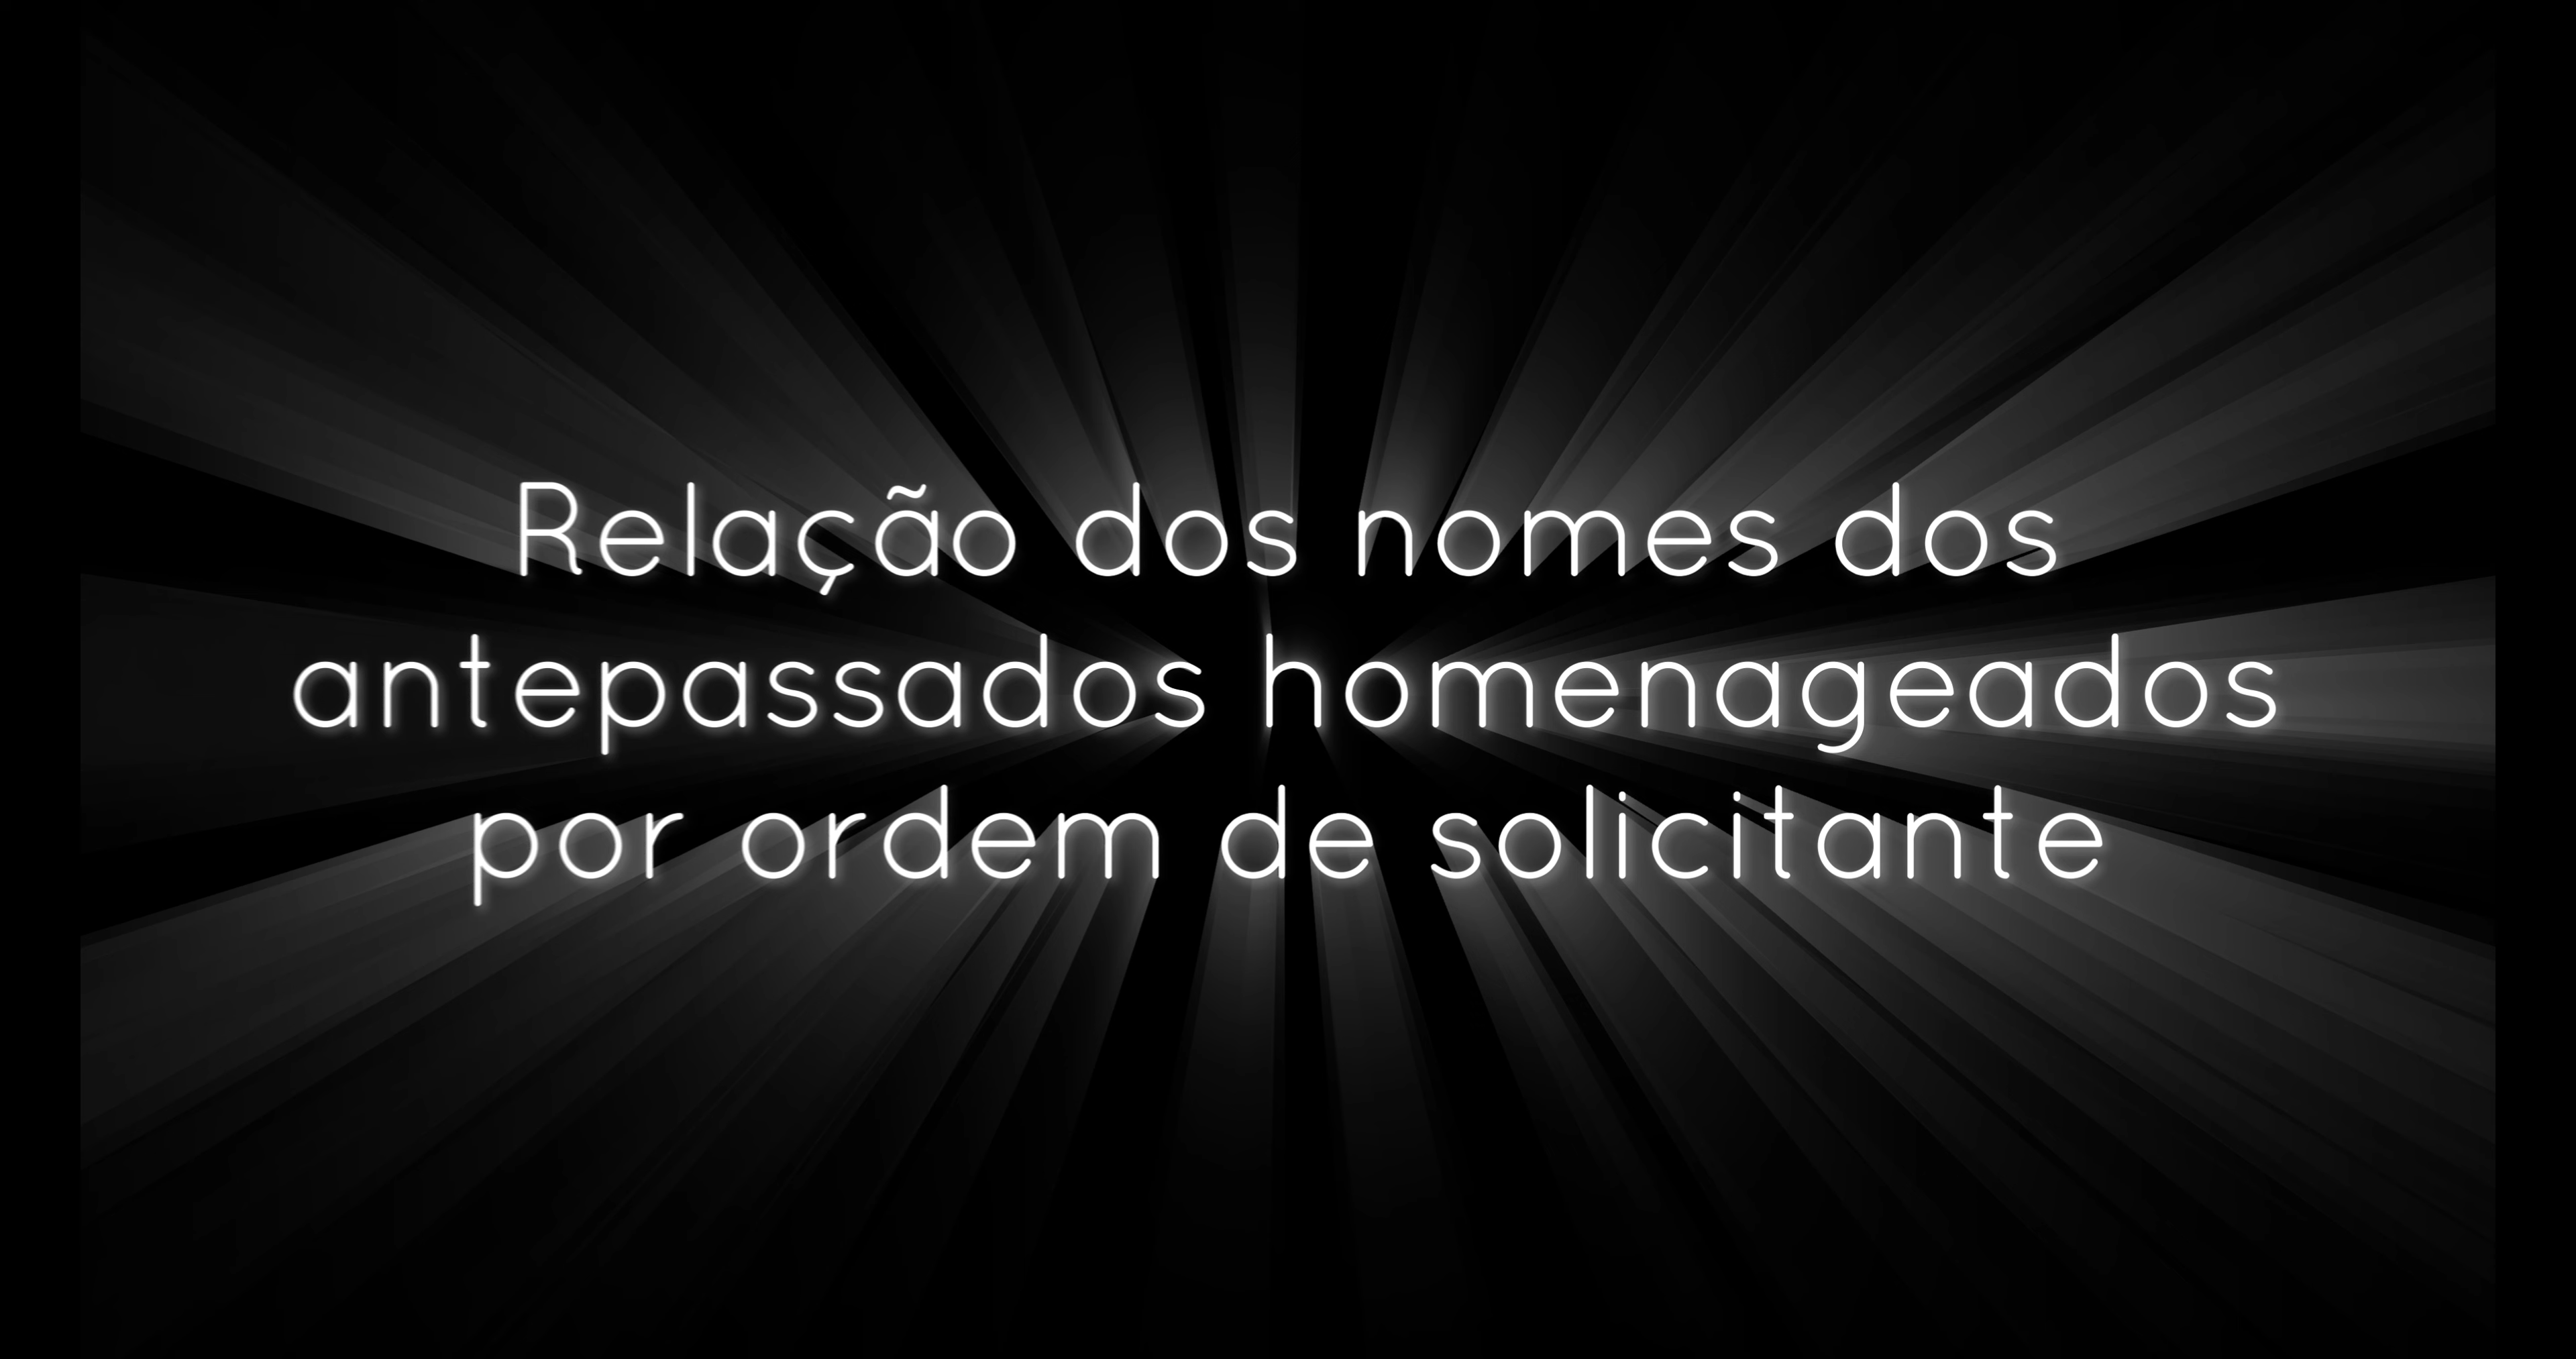 Relação dos nomes dos
antepassados homenageados
por ordem de solicitante